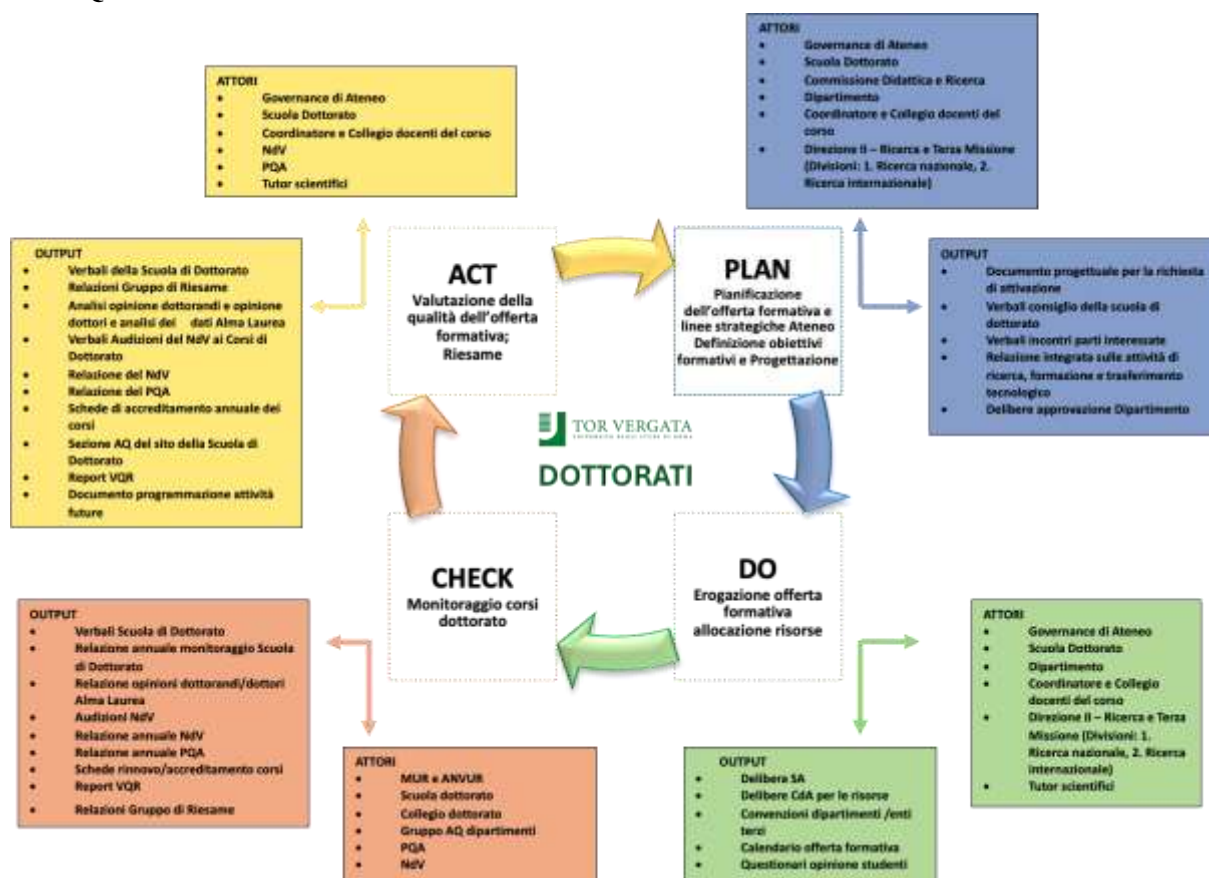 ATTORI
• Governance di Ateneo
• Scuola Dottorato
• Coordinatore e Collegio docenti del corso
• NdV
• PQA
• Tutor scientifici
ATTORI
• Governance di Ateneo
• Scuola Dottorato
• Commissione Didattica e Ricerca
• Dipartimento
• Coordinatore e Collegio docenti del
corso
• Direzione II – Ricerca e Terza Missione
(Divisioni: 1. Ricerca nazionale, 2.
Ricerca internazionale)
OUTPUT
• Verbali della Scuola di Dottorato
• Relazioni Gruppo di Riesame
• Analisi opinione dottorandi e opinione
dottori e analisi dei dati Alma Laurea
• Verbali Audizioni del NdV ai Corsi di
Dottorato
• Relazione del NdV
• Relazione del PQA
• Schede di accreditamento annuale dei
corsi
• Sezione AQ del sito della Scuola di
Dottorato
• Report VQR
• Documento programmazione attività
future
ACT
Valutazione della
qualità dell'offerta
formativa;
Riesame
PLAN
Pianificazione
dell'offerta formativa e
linee strategiche Ateneo
Definizione obiettivi
formativi e Progettazione
OUTPUT
• Documento progettuale per la richiesta
di attivazione
• Verbali consiglio della scuola di
dottorato
• Verbali incontri parti interessate
• Relazione integrata sulle attività di
ricerca, formazione e trasferimento
tecnologico
• Delibere approvazione Dipartimento
TOR VERGATA
UNIVERSITÀ DEGLI STUDI DI ROMA
DOTTORATI
CHECK
Monitoraggio corsi
dottorato
DO
Erogazione offerta
formativa
allocazione risorse
OUTPUT
• Verbali Scuola di Dottorato
• Relazione annuale monitoraggio Scuola
di Dottorato
• Relazione opinioni dottorandi/dottori
Alma Laurea
• Audizioni NdV
• Relazione annuale NdV
• Relazione annuale PQA
• Schede rinnovo/accreditamento corsi
• Report VQR
• Relazioni Gruppo di Riesame
ATTORI
• MUR e ANVUR
• Scuola dottorato
• Collegio dottorato
• Gruppo AQ dipartimenti
• PQA
• NdV
OUTPUT
• Delibera SA
• Delibere CdA per le risorse
• Convenzioni dipartimenti /enti
terzi
• Calendario offerta formativa
• Questionari opinione studenti
ATTORI
• Governance di Ateneo
• Scuola Dottorato
• Dipartimento
• Coordinatore e Collegio
docenti del corso
• Direzione II – Ricerca e Terza
Missione (Divisioni: 1.
Ricerca nazionale, 2. Ricerca
internazionale)
• Tutor scientifici